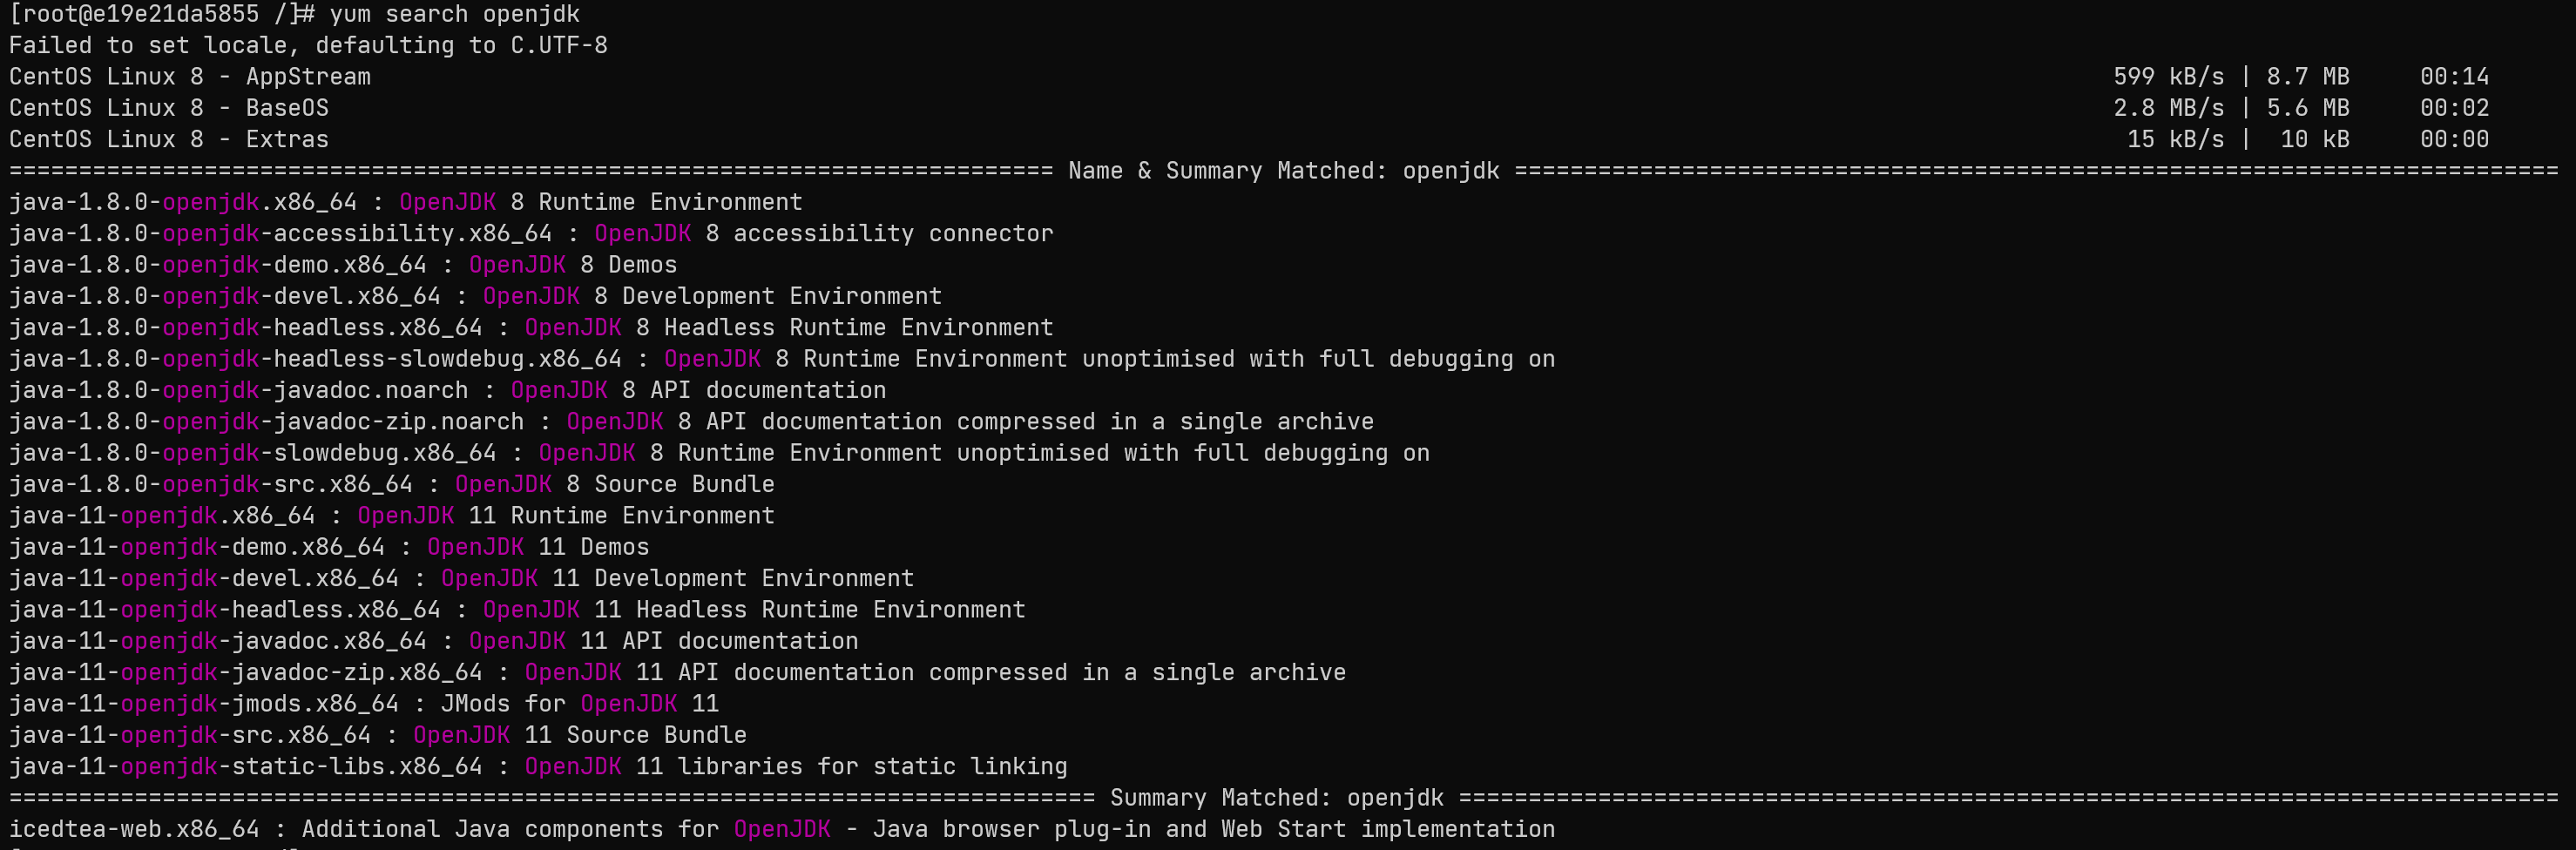 [root@e19e21da5855 /]# yum search openjdk
Failed to set locale, defaulting to C.UTF-8
CentOS Linux 8 - AppStream 599 kB/s | 8.7 MB 00:14
CentOS Linux 8 - BaseOS 2.8 MB/s | 5.6 MB 00:02
CentOS Linux 8 - Extras 15 kB/s | 10 kB 00:00
=========================================================================== Name & Summary Matched: openjdk ===========================================================================
java-1.8.0-openjdk.x86_64 : OpenJDK 8 Runtime Environment
java-1.8.0-openjdk-accessibility.x86_64 : OpenJDK 8 accessibility connector
java-1.8.0-openjdk-demo.x86_64 : OpenJDK 8 Demos
java-1.8.0-openjdk-devel.x86_64 : OpenJDK 8 Development Environment
java-1.8.0-openjdk-headless.x86_64 : OpenJDK 8 Headless Runtime Environment
java-1.8.0-openjdk-headless-slowdebug.x86_64 : OpenJDK 8 Runtime Environment unoptimised with full debugging on
java-1.8.0-openjdk-javadoc.noarch : OpenJDK 8 API documentation
java-1.8.0-openjdk-javadoc-zip.noarch : OpenJDK 8 API documentation compressed in a single archive
java-1.8.0-openjdk-slowdebug.x86_64 : OpenJDK 8 Runtime Environment unoptimised with full debugging on
java-1.8.0-openjdk-src.x86_64 : OpenJDK 8 Source Bundle
java-11-openjdk.x86_64 : OpenJDK 11 Runtime Environment
java-11-openjdk-demo.x86_64 : OpenJDK 11 Demos
java-11-openjdk-devel.x86_64 : OpenJDK 11 Development Environment
java-11-openjdk-headless.x86_64 : OpenJDK 11 Headless Runtime Environment
java-11-openjdk-javadoc.x86_64 : OpenJDK 11 API documentation
java-11-openjdk-javadoc-zip.x86_64 : OpenJDK 11 API documentation compressed in a single archive
java-11-openjdk-jmods.x86_64 : JMods for OpenJDK 11
java-11-openjdk-src.x86_64 : OpenJDK 11 Source Bundle
java-11-openjdk-static-libs.x86_64 : OpenJDK 11 libraries for static linking
============================================================================== Summary Matched: openjdk ===============================================================================
icedtea-web.x86_64 : Additional Java components for OpenJDK - Java browser plug-in and Web Start implementation